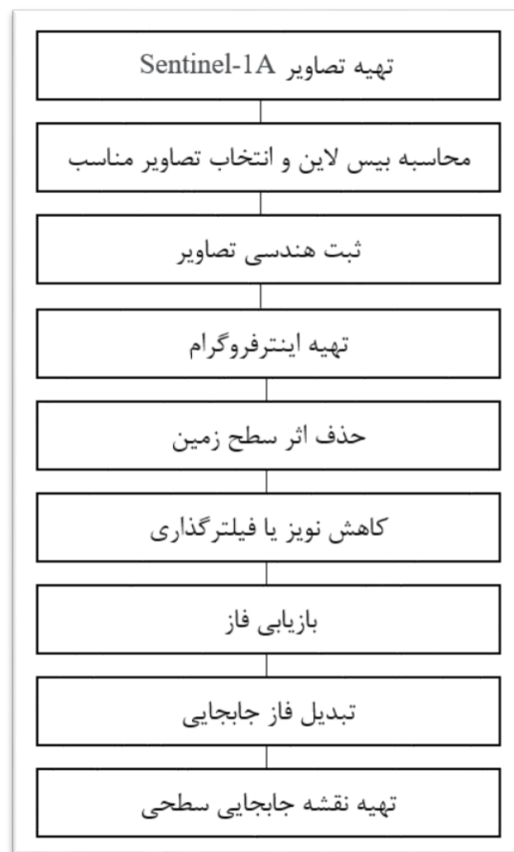 تهیه تصاویر Sentinel-1A
محاسبه بیس لاین و انتخاب تصاویر مناسب
ثبت هندسی تصاویر
تهیه اینترفروگرام
حذف اثر سطح زمین
کاهش نویز یا فیلترگذاری
بازیابی فاز
تبدیل فاز جابجایی
تهیه نقشه جابجایی سطحی